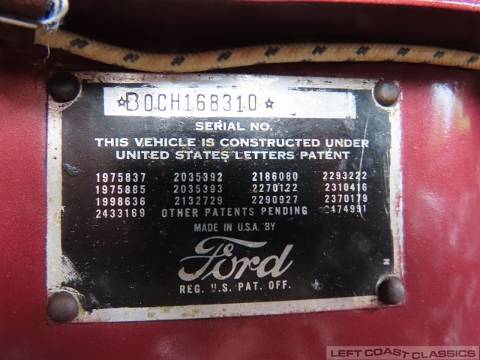 ☆B0CH168310☆
SERIAL NO.
THIS VEHICLE IS CONSTRUCTED UNDER
UNITED STATES LETTERS PATENT
1975837 2035392 2186080 2293222
1975885 2035393 2270122 2310416
1998636 2132729 2290927 2370179
2433169 OTHER PATENTS PENDING 2474991
MADE IN U.S.A. BY
Ford
REG. U.S. PAT. OFF.
H
LEFT COAST CLASSICS